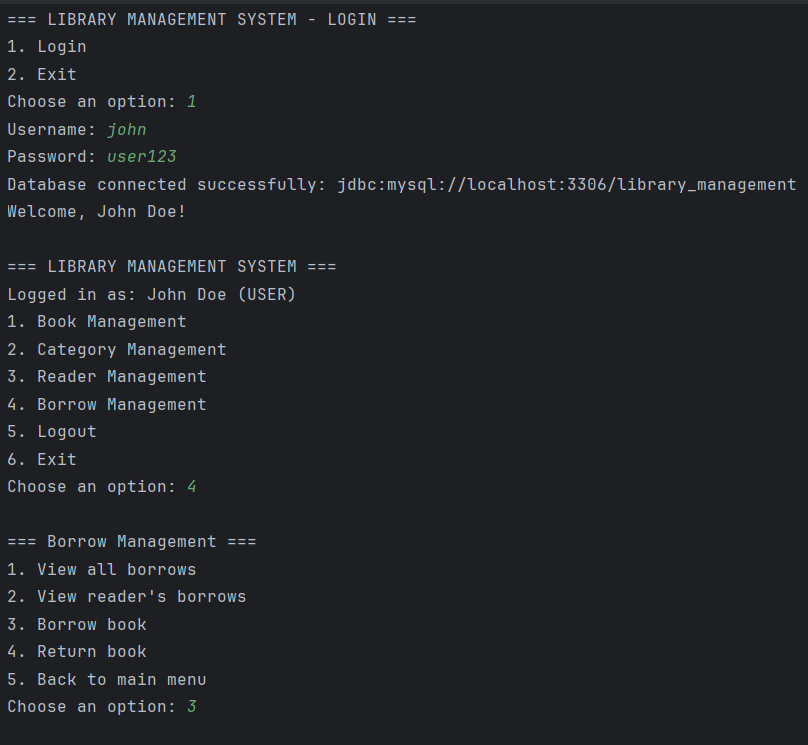 === LIBRARY MANAGEMENT SYSTEM - LOGIN ===
1. Login
2. Exit
Choose an option: 1
Username: john
Password: user123
Database connected successfully: jdbc:mysql://localhost:3306/library_management
Welcome, John Doe!
=== LIBRARY MANAGEMENT SYSTEM ===
Logged in as: John Doe (USER)
1. Book Management
2. Category Management
3. Reader Management
4. Borrow Management
5. Logout
6. Exit
Choose an option: 4
=== Borrow Management ===
1. View all borrows
2. View reader's borrows
3. Borrow book
4. Return book
5. Back to main menu
Choose an option: 3